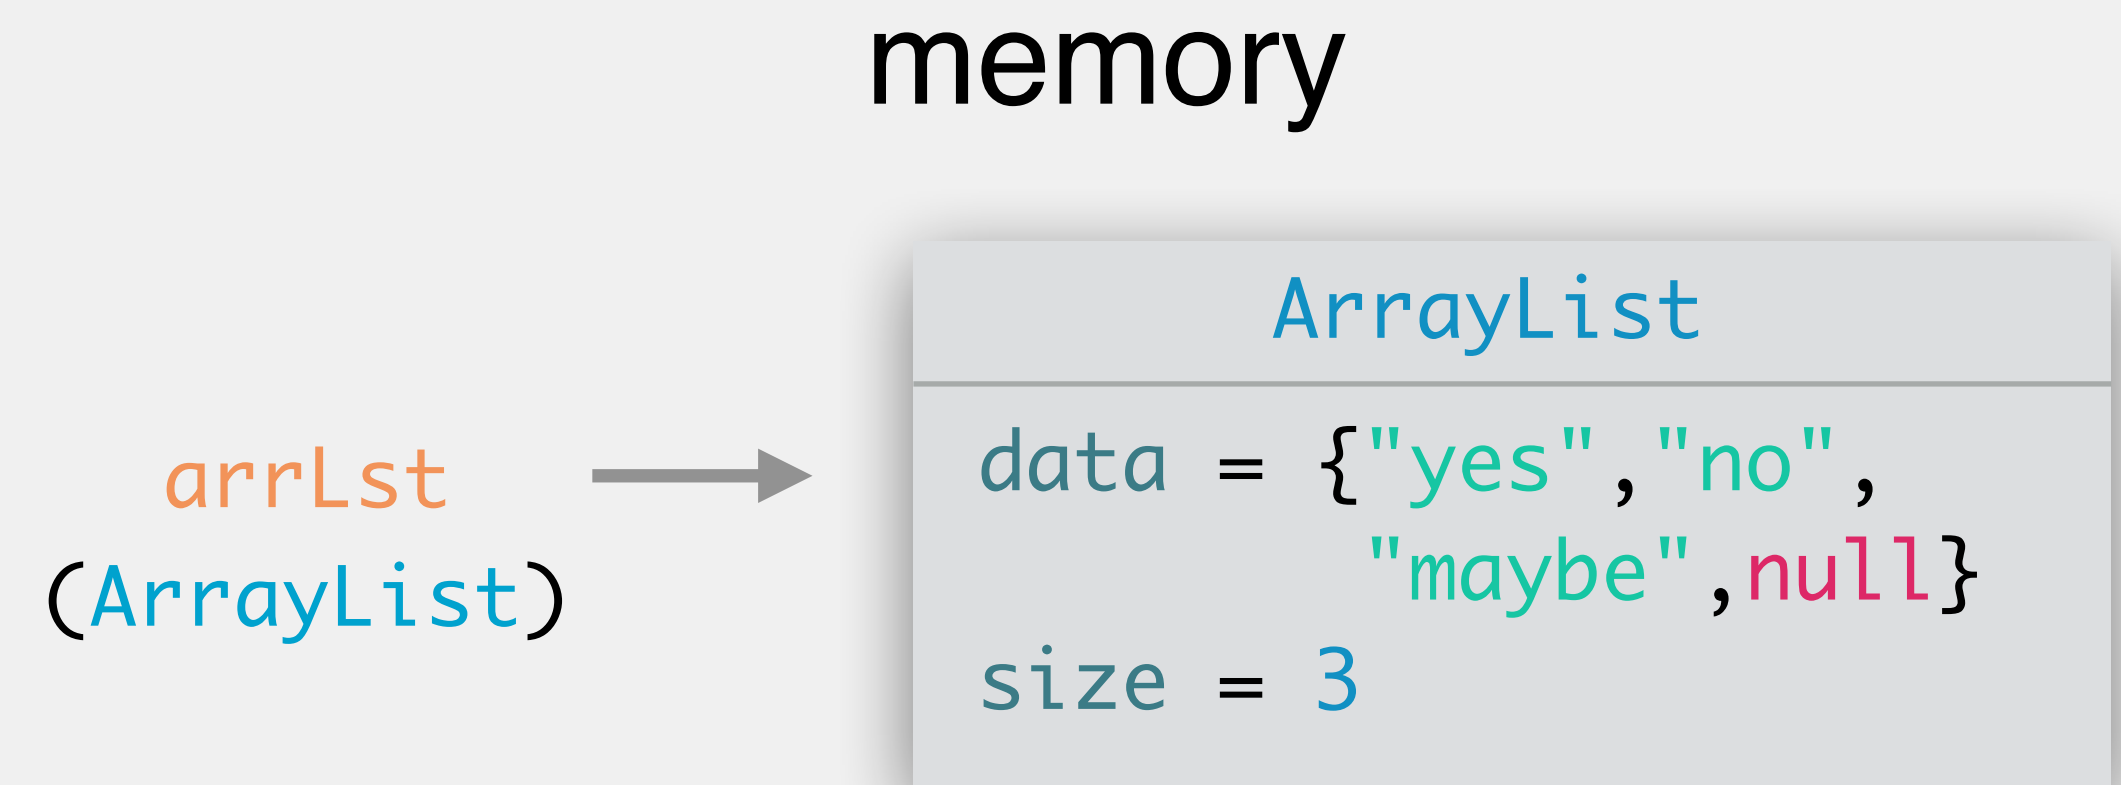 memory
ArrayList
arrLst
(ArrayList)
data = {"yes","no",
"maybe",null}
size = 3